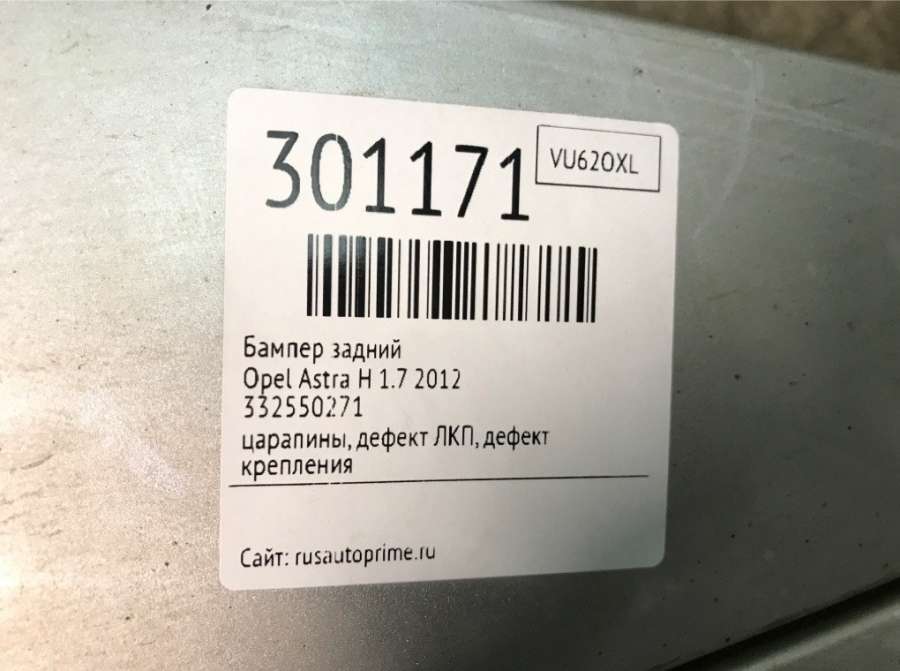 301171
VU620XL
Бампер задний
Opel Astra H 1.7 2012
332550271
царапины, дефект ЛКП, дефект
крепления
Сайт: rusautoprime.ru